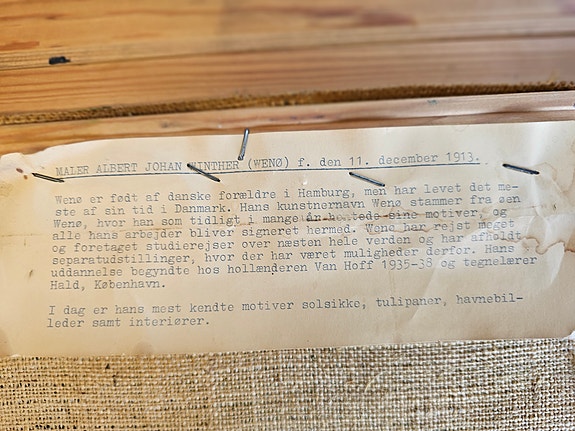 MALER ALBERT JOHAN WINTHER (WENØ) f. den 11. december 1913.
Wenø er født af danske forældre i Hamburg, men har levet det me-
ste af sin tid i Danmark. Hans kunstnernavn Wenø stammer fra øen
Wenø, hvor han som tidligt i mange år hentede sine motiver, og
alle hans arbejder bliver signeret hermed. Wenø har rejst meget
og foretaget studierejser over næsten hele verden og har afholdt
separatudstillinger, hvor der har været muligheder derfor. Hans
uddannelse begyndte hos hollænderen Van Hoff 1935-38 og tegnelærer
Hald, København.
I dag er hans mest kendte motiver solsikke, tulipaner, havnebil-
leder samt interiører.